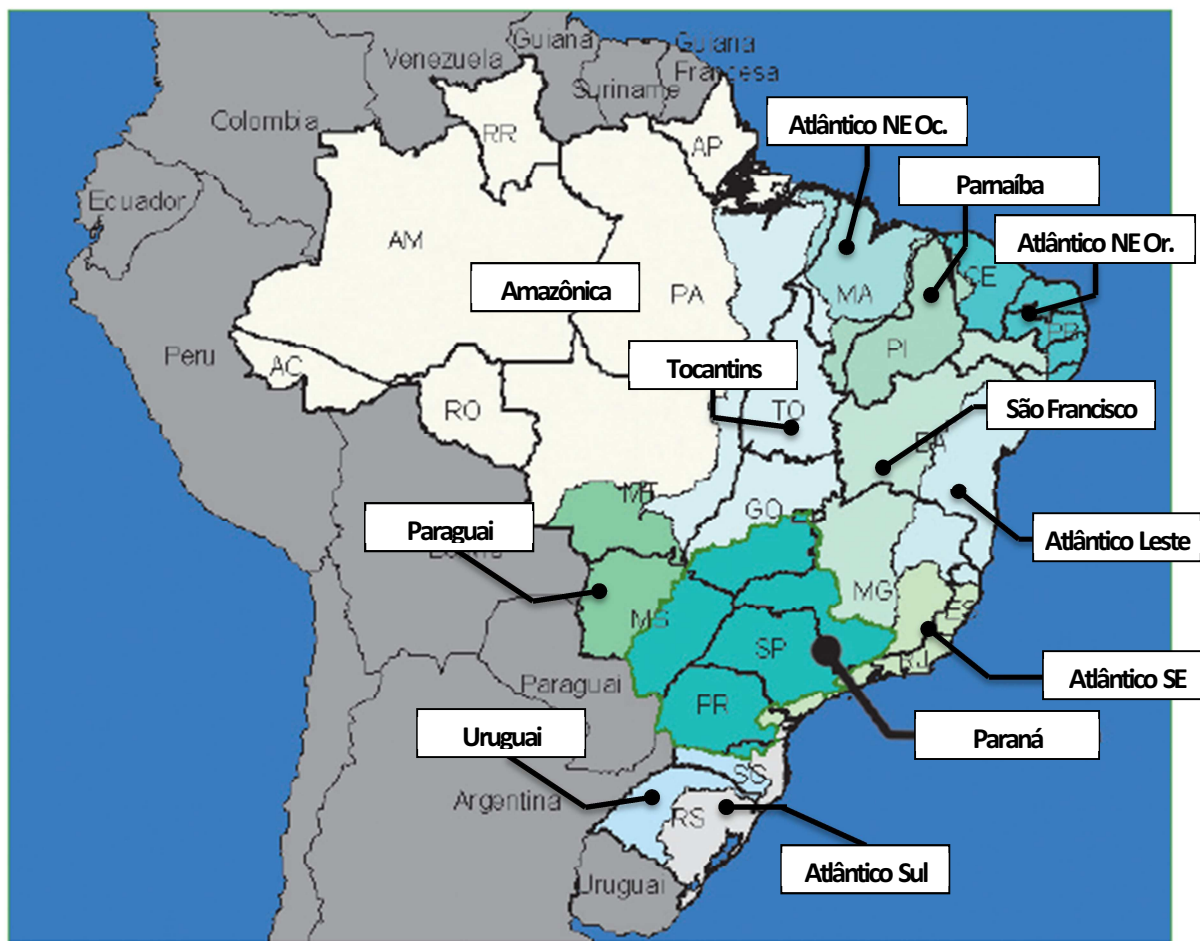 Guiana
Venezuela
Guiana
Francesa
Suriname
Colombia
RR
AP
Atlântico NE Oc.
Parnaíba
Ecuador
AM
Atlântico NE Or.
CE
Amazônica
PA
MA
PI
Peru
AC
Tocantins
RO
TO
São Francisco
BA
MT
GO
Paraguai
Atlântico Leste
MG
ES
MS
SP
RJ
Atlântico SE
Paraguai
PR
Uruguai
Paraná
SC
Argentina
RS
Atlântico Sul
Uruguai